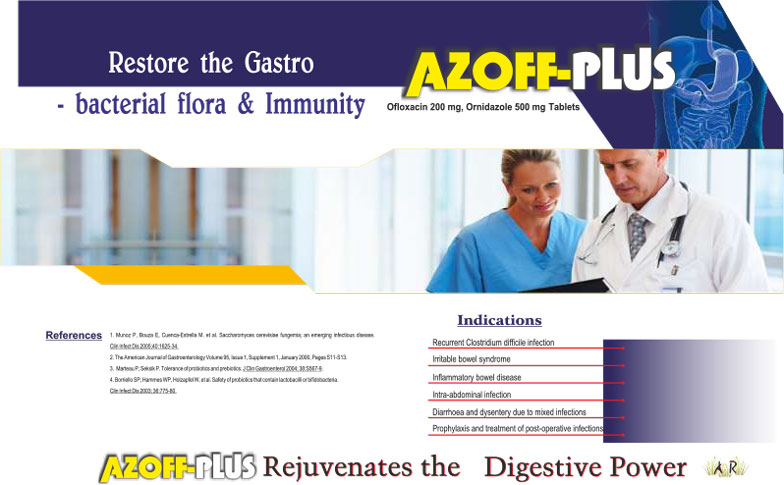 Restore the Gastro
- bacterial flora & Immunity
AZOFF-PLUS
Ofloxacin 200 mg, Ornidazole 500 mg Tablets
References
1. Munoz P, Bouza E, Cuenca-Estrella M. et al. Saccharomyces cerevisiae fungemia; an emerging infectious disease.
Clin Infect Dis 2005;40:1625-34.
2. The American Journal of Gastroenterology Volume 95, Issue 1, Supplement 1, January 2000, Pages S11-S13.
3. Marteau P, Seksik P. Tolerance of probiotics and prebiotics. J Clin Gastroenterol 2004; 38:S567-9.
4. Borriello SP, Hammes WP, Holzapfel W, et al. Safety of probiotics that contain lactobacilli or bifidobacteria.
Clin Infect Dis. 2003; 36:775-80.
Indications
Recurrent Clostridium difficile infection
Irritable bowel syndrome
Inflammatory bowel disease
Intra-abdominal infection
Diarrhoea and dysentery due to mixed infections
Prophylaxis and treatment of post-operative infections
AZOFF-PLUS Rejuvenates the Digestive Power
A R